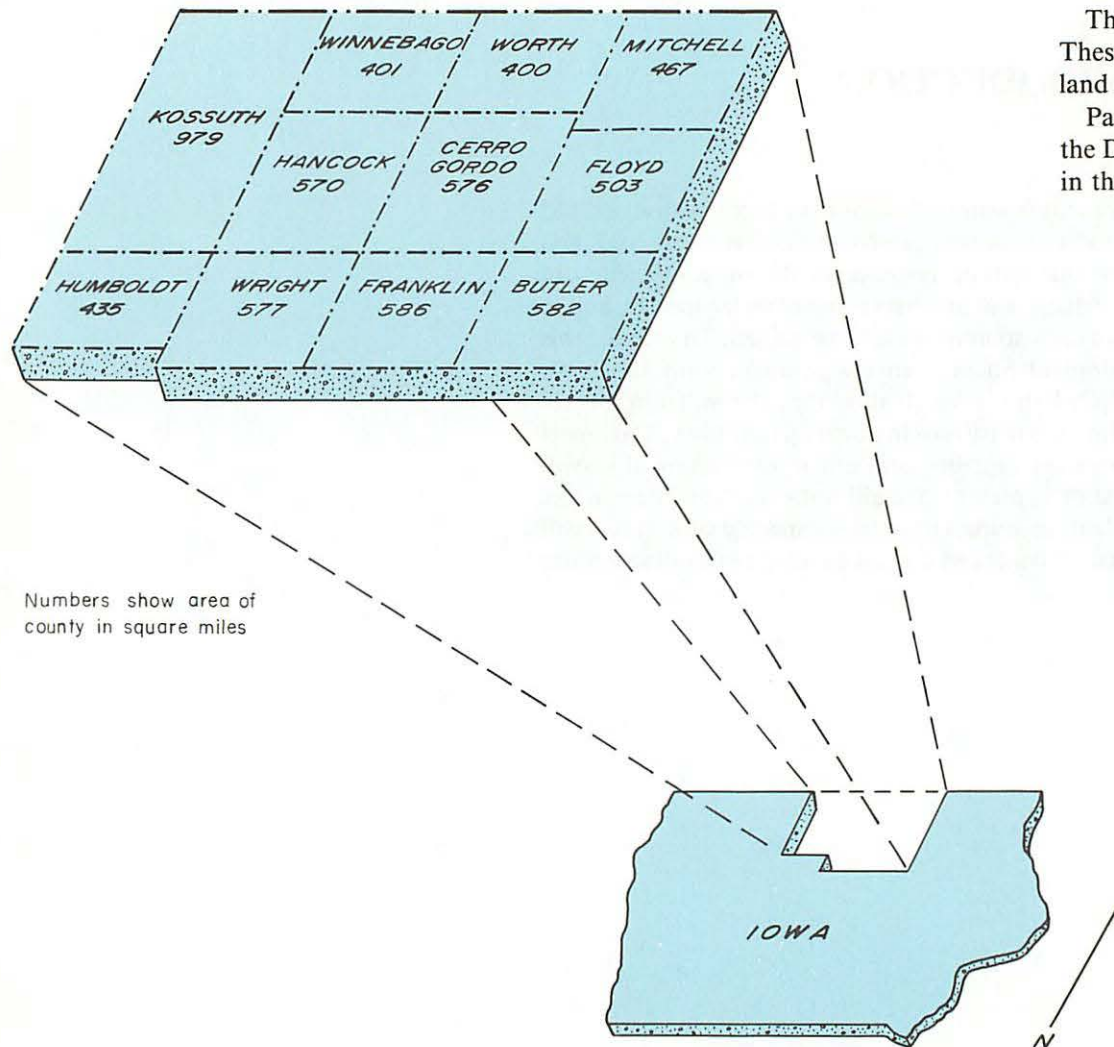 Th
Thes
land
Pa
the D
in th
WINNEBAGO
401
WORTH
400
MITCHELL
467
KOSSUTH
979
HANCOCK
570
CERRO
GORDO
576
FLOYD
503
HUMBOLDT
435
WRIGHT
577
FRANKLIN
586
BUTLER
582
Numbers show area of
county in square miles
IOWA
N